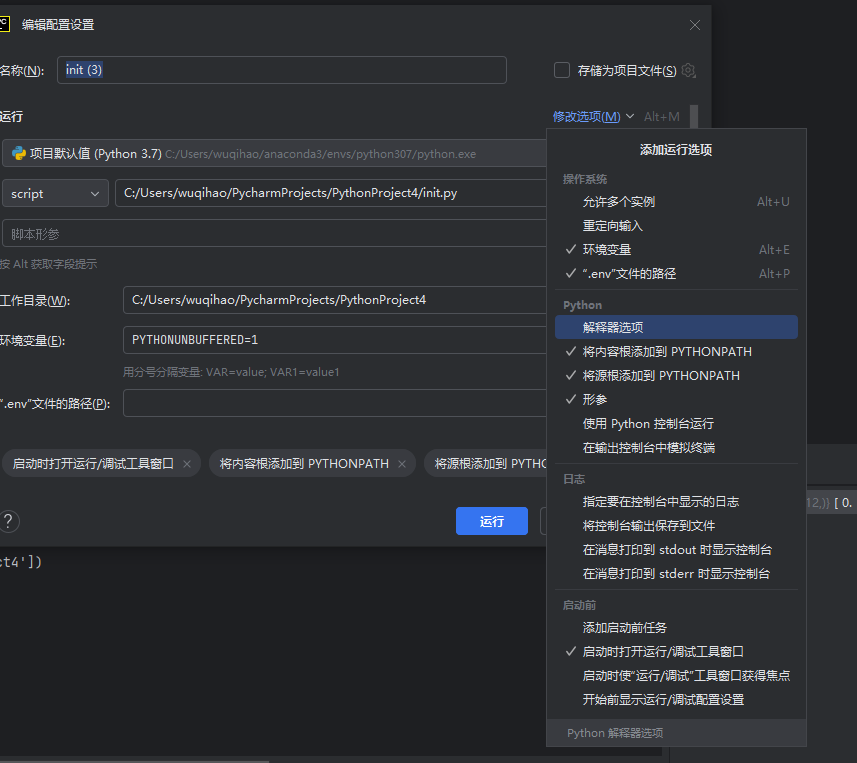 编辑配置设置
名称(N):
init (3)
存储为项目文件(S)
运行
修改选项(M)
Alt+M
项目默认值 (Python 3.7) C:/Users/wuqihao/anaconda3/envs/python307/python.exe
script
C:/Users/wuqihao/PycharmProjects/PythonProject4/init.py
脚本形参
按 Alt 获取字段提示
工作目录(W):
C:/Users/wuqihao/PycharmProjects/PythonProject4
环境变量(E):
PYTHONUNBUFFERED=1
用分号分隔变量: VAR=value; VAR1=value1
".env"文件的路径(P):
启动时打开运行/调试工具窗口
将内容根添加到 PYTHONPATH
将源根添加到 PYTHO
?
运行
ct4'])
添加运行选项
操作系统
允许多个实例 Alt+U
重定向输入
环境变量 Alt+E
".env"文件的路径 Alt+P
Python
解释器选项
将内容根添加到 PYTHONPATH
将源根添加到 PYTHONPATH
形参
使用 Python 控制台运行
在输出控制台中模拟终端
日志
指定要在控制台中显示的日志
将控制台输出保存到文件
在消息打印到 stdout 时显示控制台
在消息打印到 stderr 时显示控制台
启动前
添加启动前任务
启动时打开运行/调试工具窗口
启动时使"运行/调试"工具窗口获得焦点
开始前显示运行/调试配置设置
Python 解释器选项
12,)} [ 0.